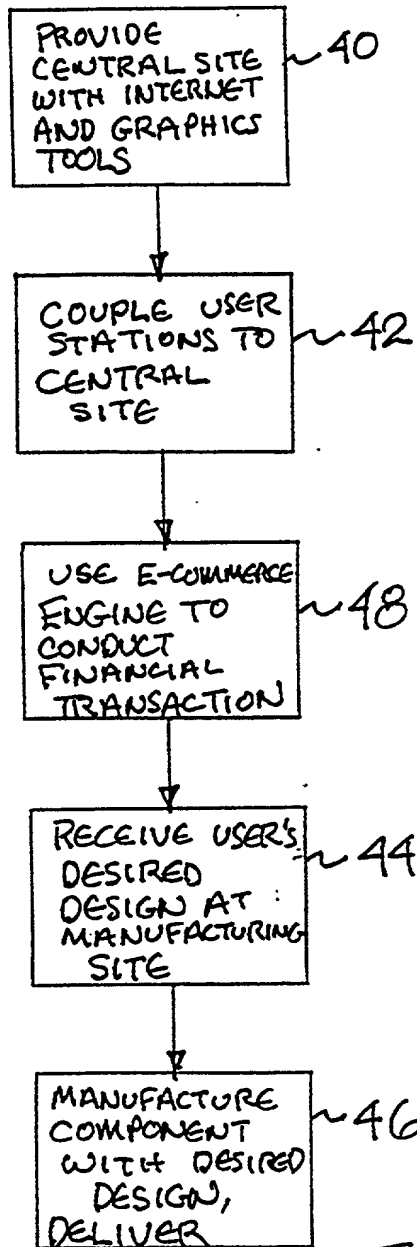 PROVIDE
CENTRAL SITE
WITH INTERNET
AND GRAPHICS
TOOLS
40
COUPLE USER
STATIONS TO
CENTRAL
SITE
42
USE E-COMMERCE
ENGINE TO
CONDUCT
FINANCIAL
TRANSACTION
48
RECEIVE USER'S
DESIRED
DESIGN AT
MANUFACTURING
SITE
44
MANUFACTURE
COMPONENT
WITH DESIRED
DESIGN,
DELIVER
46